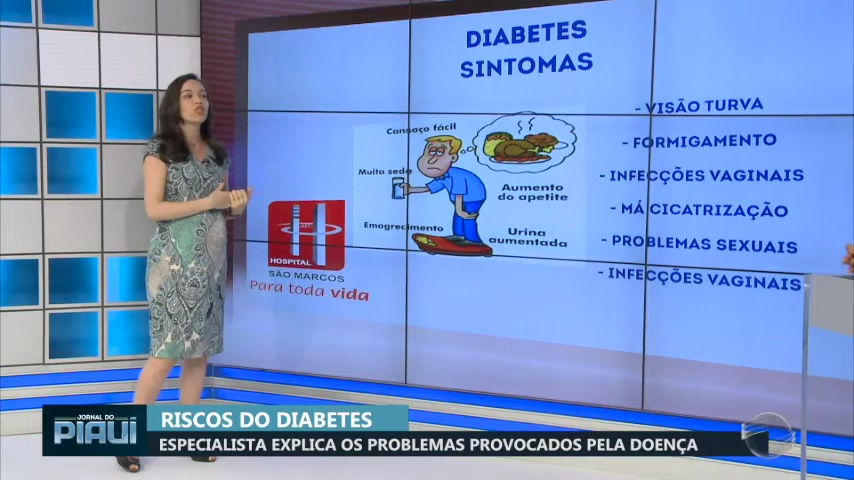 DIABETES
SINTOMAS
- VISÃO TURVA
- FORMIGAMENTO
- INFECÇÕES VAGINAIS
- MÁ CICATRIZAÇÃO
- PROBLEMAS SEXUAIS
- INFECÇÕES VAGINAIS
Cansaço fácil
Muita sede
Aumento
do apetite
Emagrecimento
Urina
aumentada
HOSPITAL
SÃO MARCOS
Para toda vida
JORNAL DO
PIAUÍ
RISCOS DO DIABETES
ESPECIALISTA EXPLICA OS PROBLEMAS PROVOCADOS PELA DOENÇA